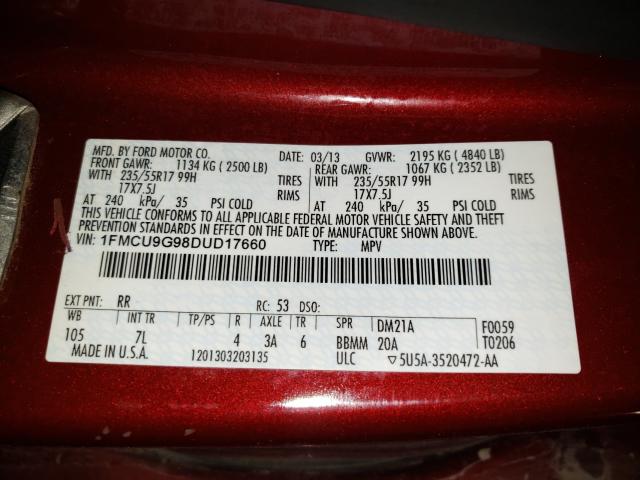 MFD. BY FORD MOTOR CO. DATE: 03/13 GVWR: 2195 KG ( 4840 LB)
FRONT GAWR: 1134 KG ( 2500 LB) REAR GAWR: 1067 KG ( 2352 LB)
WITH 235/55R17 99H TIRES WITH 235/55R17 99H TIRES
17X7.5J RIMS 17X7.5J RIMS
AT 240 kPa/ 35 PSI COLD AT 240 kPa/ 35 PSI COLD
THIS VEHICLE CONFORMS TO ALL APPLICABLE FEDERAL MOTOR VEHICLE SAFETY AND THEFT
PREVENTION STANDARDS IN EFFECT ON THE DATE OF MANUFACTURE SHOWN ABOVE.
VIN: 1FMCU9G98DUD17660 TYPE: MPV
EXT PNT: RR RC: 53 DSO:
WB INT TR TP/PS R AXLE TR SPR DM21A F0059
105 7L 4 3A 6 BBMM 20A T0206
MADE IN U.S.A. 1201303203135 ULC ▽5U5A-3520472-AA